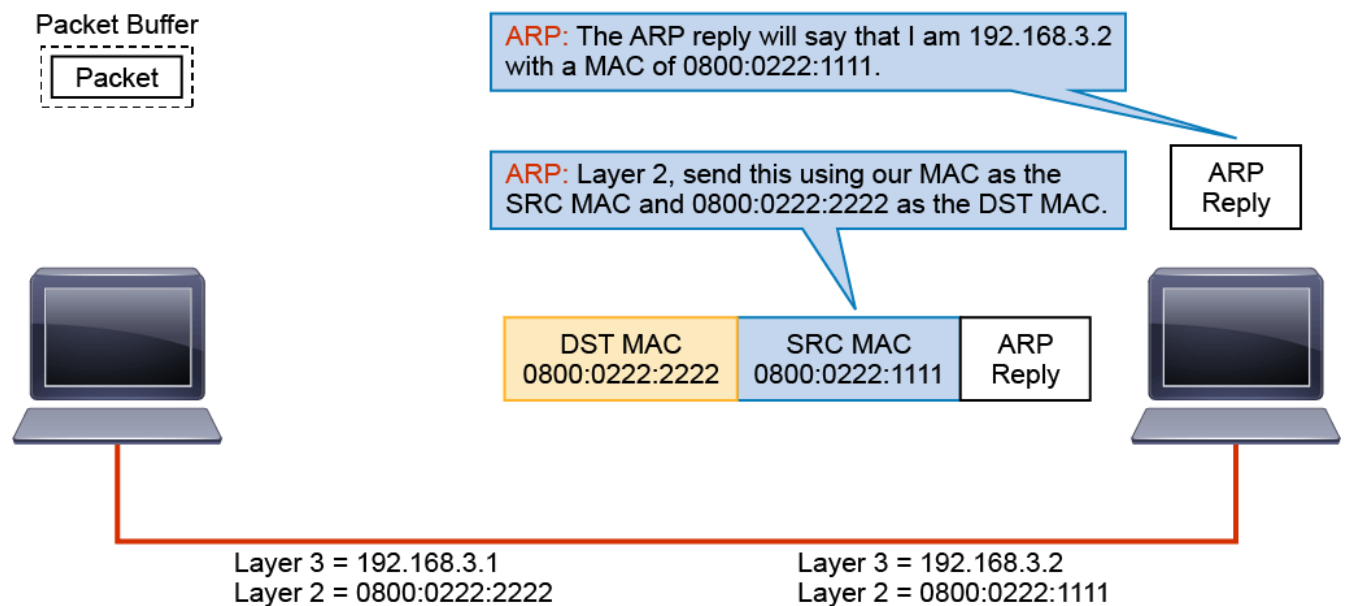 Packet Buffer
Packet
ARP: The ARP reply will say that I am 192.168.3.2
with a MAC of 0800:0222:1111.
ARP: Layer 2, send this using our MAC as the
SRC MAC and 0800:0222:2222 as the DST MAC.
ARP
Reply
DST MAC
0800:0222:2222
SRC MAC
0800:0222:1111
ARP
Reply
Layer 3 = 192.168.3.1
Layer 2 = 0800:0222:2222
Layer 3 = 192.168.3.2
Layer 2 = 0800:0222:1111